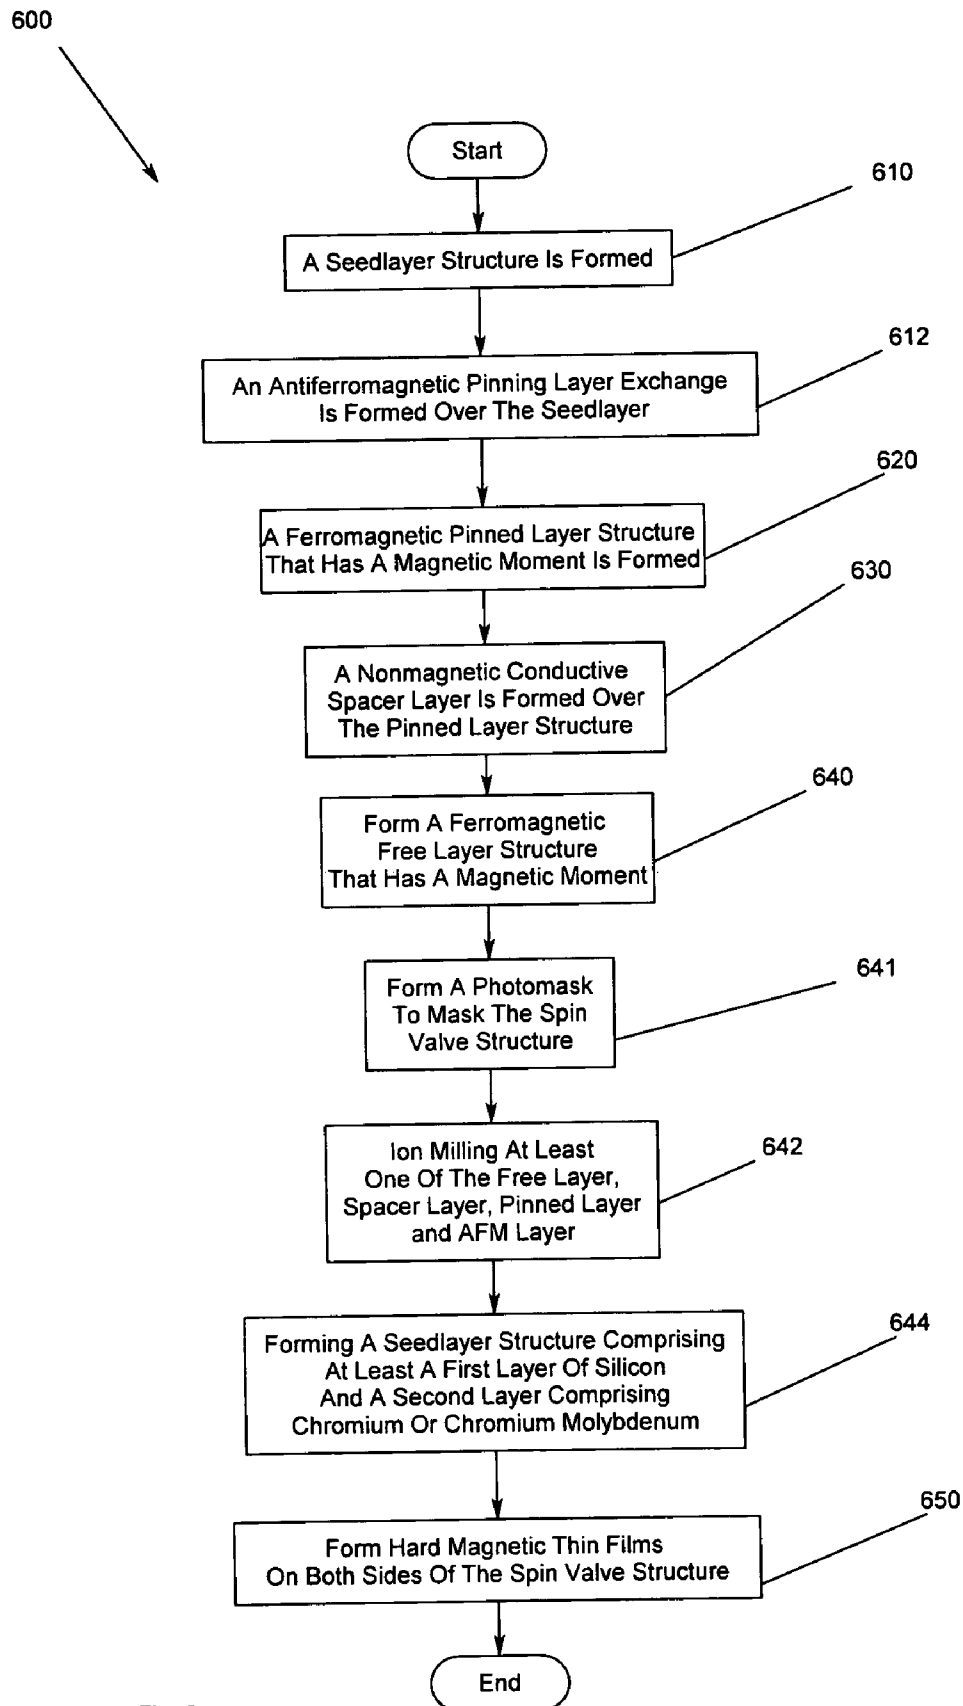 600
Start
610
A Seedlayer Structure Is Formed
612
An Antiferromagnetic Pinning Layer Exchange
Is Formed Over The Seedlayer
620
A Ferromagnetic Pinned Layer Structure
That Has A Magnetic Moment Is Formed
630
A Nonmagnetic Conductive
Spacer Layer Is Formed Over
The Pinned Layer Structure
640
Form A Ferromagnetic
Free Layer Structure
That Has A Magnetic Moment
641
Form A Photomask
To Mask The Spin
Valve Structure
642
Ion Milling At Least
One Of The Free Layer,
Spacer Layer, Pinned Layer
and AFM Layer
644
Forming A Seedlayer Structure Comprising
At Least A First Layer Of Silicon
And A Second Layer Comprising
Chromium Or Chromium Molybdenum
650
Form Hard Magnetic Thin Films
On Both Sides Of The Spin Valve Structure
End